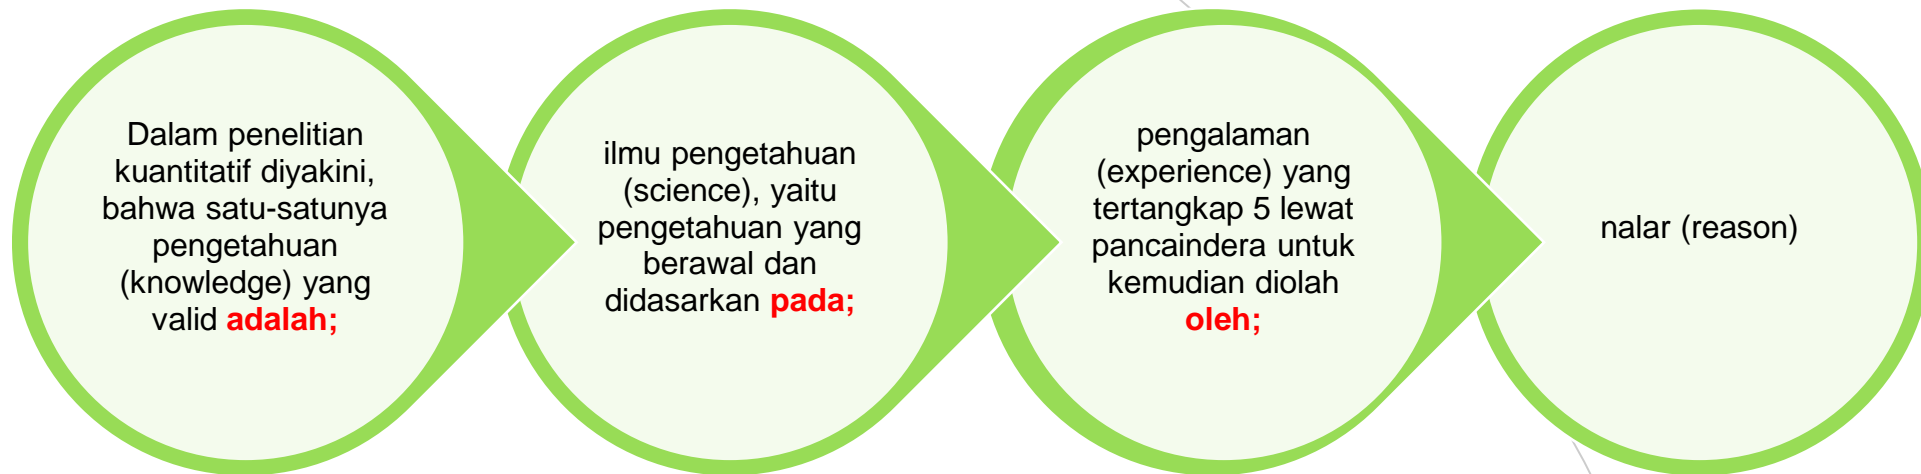 Dalam penelitian
kuantitatif diyakini,
bahwa satu-satunya
pengetahuan
(knowledge) yang
valid adalah;
ilmu pengetahuan
(science), yaitu
pengetahuan yang
berawal dan
didasarkan pada;
pengalaman
(experience) yang
tertangkap 5 lewat
pancaindera untuk
kemudian diolah
oleh;
nalar (reason)